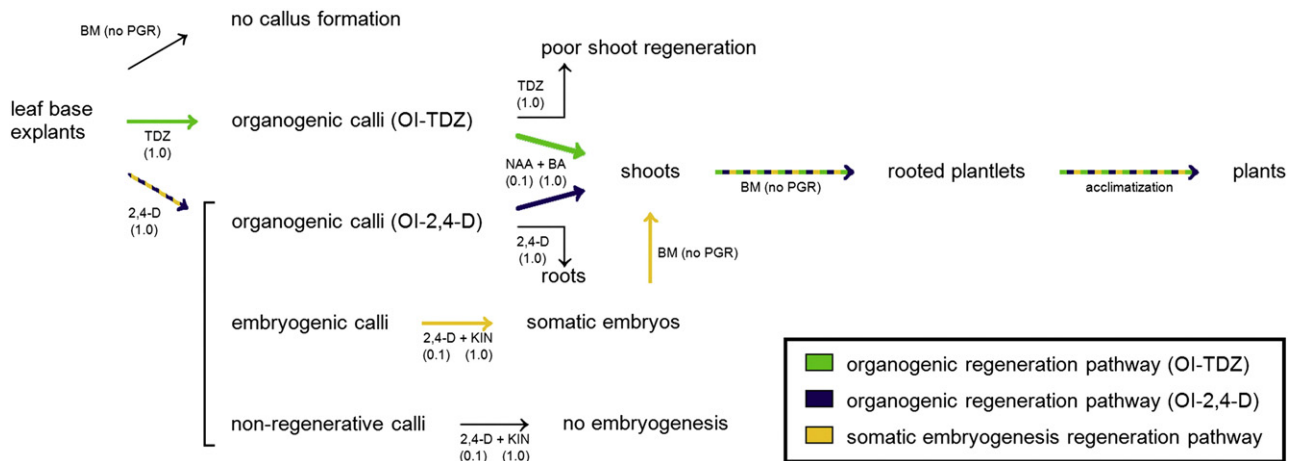 no callus formation
BM (no PGR)
poor shoot regeneration
TDZ
(1.0)
leaf base
explants
TDZ
(1.0)
organogenic calli (OI-TDZ)
NAA + BA
(0.1) (1.0)
shoots
BM (no PGR)
rooted plantlets
acclimatization
plants
2,4-D
(1.0)
organogenic calli (OI-2,4-D)
2,4-D
(1.0)
roots
BM (no PGR)
embryogenic calli
2,4-D + KIN
(0.1) (1.0)
somatic embryos
non-regenerative calli
2,4-D + KIN
(0.1) (1.0)
no embryogenesis
organogenic regeneration pathway (OI-TDZ)
organogenic regeneration pathway (OI-2,4-D)
somatic embryogenesis regeneration pathway